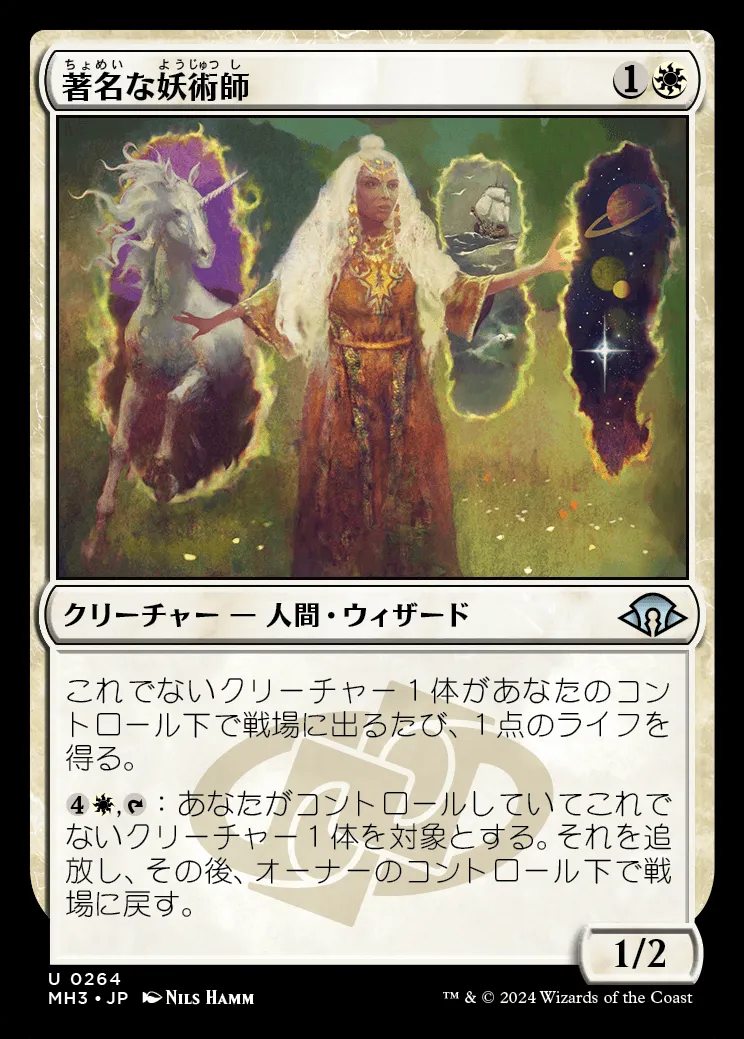 ちょめい ようじゅつし
著名な妖術師 1
クリーチャー — 人間・ウィザード
これでないクリーチャー１体があなたのコン
トロール下で戦場に出るたび、１点のライフを
得る。
4 , ：あなたがコントロールしていてこれで
ないクリーチャー１体を対象とする。それを追
放し、その後、オーナーのコントロール下で戦
場に戻す。
1/2
U 0264
MH3 • JP NILS HAMM
™ & © 2024 Wizards of the Coast